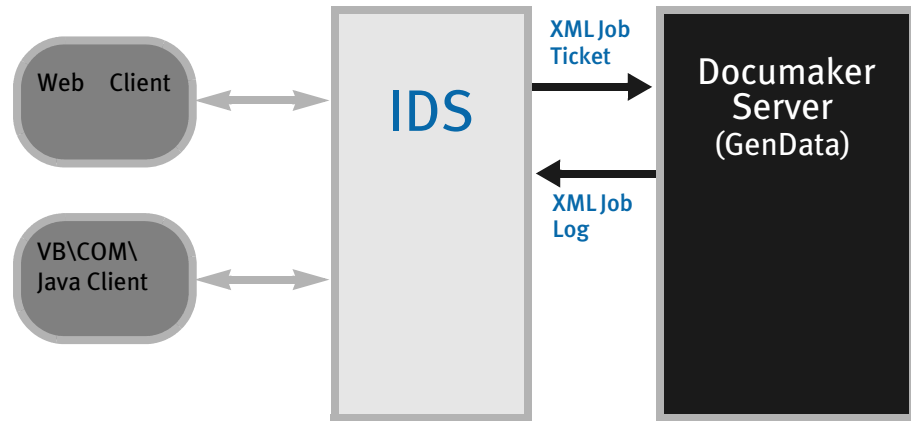 Web Client
VB\COM\
Java Client
IDS
XML Job
Ticket
XML Job
Log
Documaker
Server
(GenData)